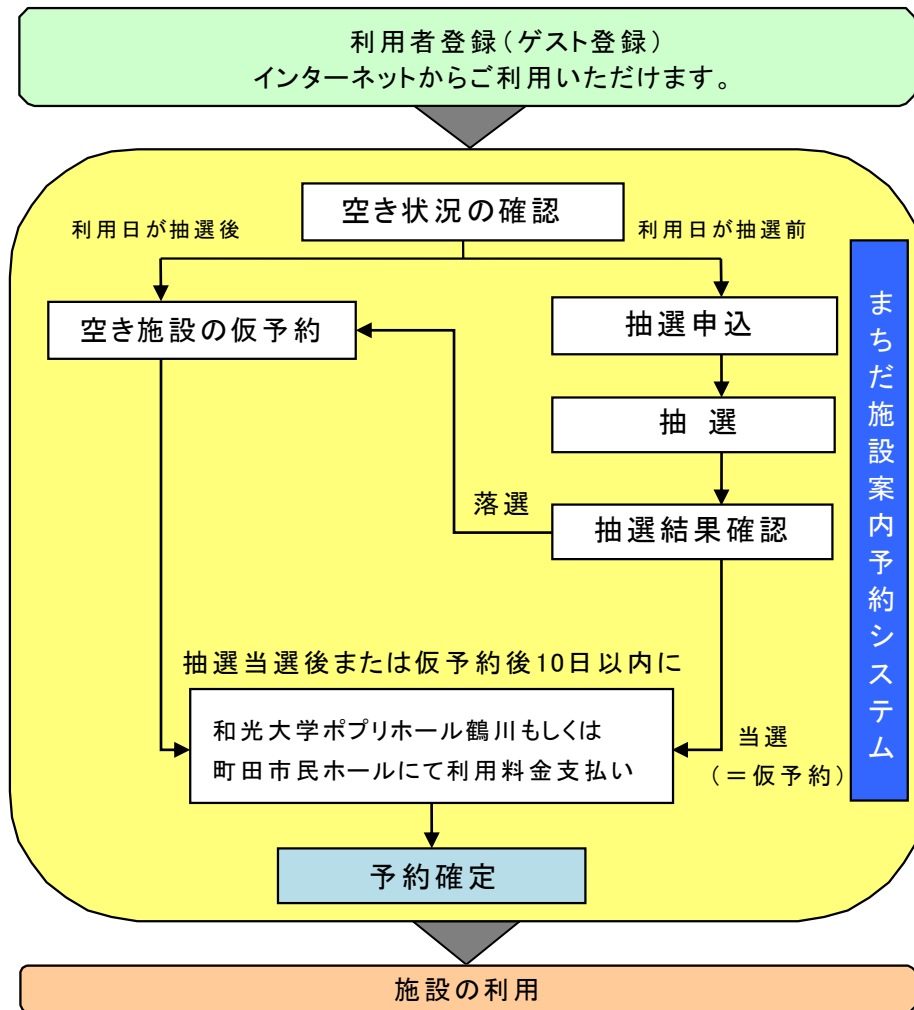 利用者登録（ゲスト登録）
インターネットからご利用いただけます。
空き状況の確認
利用日が抽選後
利用日が抽選前
空き施設の仮予約
抽選申込
抽 選
落選
抽選結果確認
抽選当選後または仮予約後10日以内に
和光大学ポプリホール鶴川もしくは
町田市民ホールにて利用料金支払い
当選
（＝仮予約）
予約確定
まちだ施設案内予約システム
施設の利用